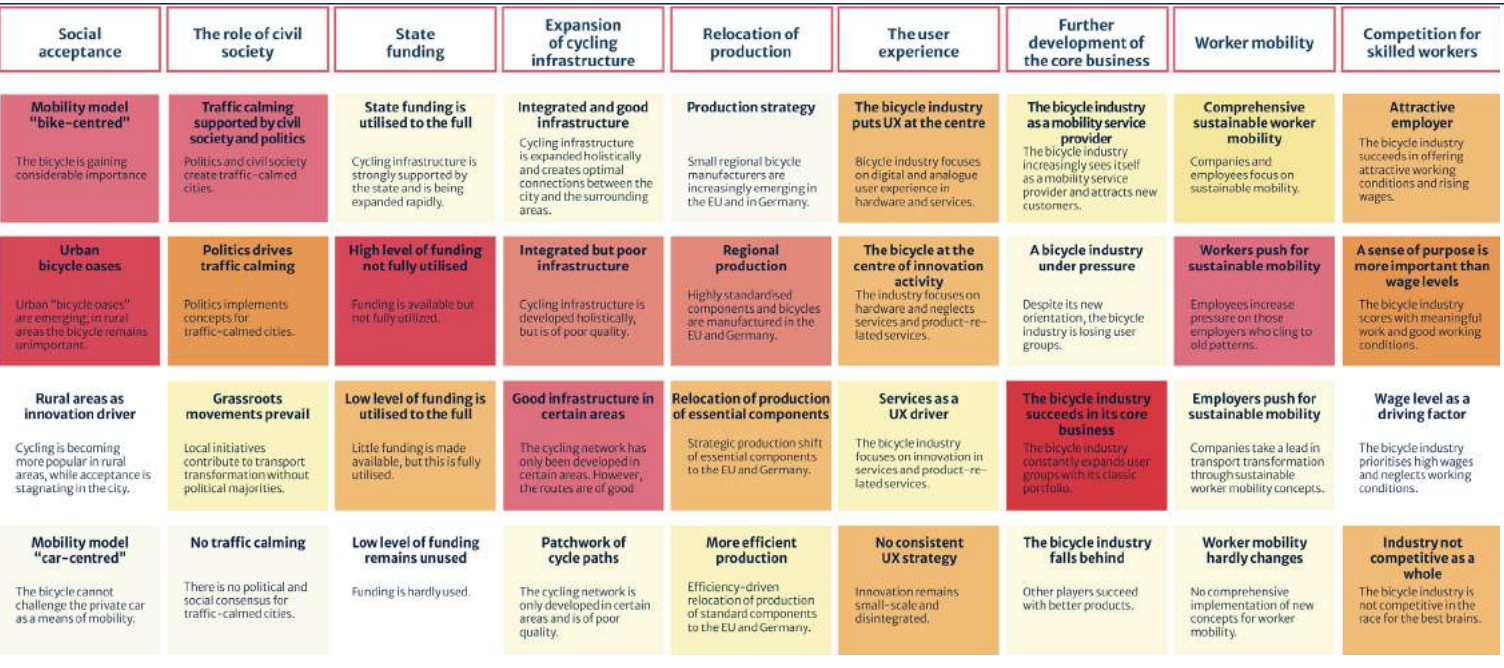 Social
acceptance
The role of civil
society
State
funding
Expansion
of cycling
infrastructure
Relocation of
production
The user
experience
Further
development of
the core business
Worker mobility
Competition for
skilled workers
Mobility model
“bike-centred”
The bicycle is gaining
considerable importance
Traffic calming
supported by civil
society and politics
Politics and civil society
create traffic-calmed
cities.
State funding is
utilised to the full
Cycling infrastructure is
strongly supported by
the state and is being
expanded rapidly.
Integrated and good
infrastructure
Cycling infrastructure
is expanded holistically
and creates optimal
connections between the
city and the surrounding
areas.
Production strategy
Small regional bicycle
manufacturers are
increasingly emerging in
the EU and in Germany.
The bicycle industry
puts UX at the centre
Bicycle industry focuses
on digital and analogue
user experience in
hardware and services.
The bicycle industry
as a mobility service
provider
The bicycle industry
increasingly sees itself
as a mobility service
provider and attracts new
customers.
Comprehensive
sustainable worker
mobility
Companies and
employees focus on
sustainable mobility.
Attractive
employer
The bicycle industry
succeeds in offering
attractive working
conditions and rising
wages.
Urban
bicycle oases
Urban “bicycle oases”
are emerging; in rural
areas the bicycle remains
unimportant.
Politics drives
traffic calming
Politics implements
concepts for
traffic-calmed cities.
High level of funding
not fully utilised
Funding is available but
not fully utilized.
Integrated but poor
infrastructure
Cycling infrastructure is
developed holistically,
but is of poor quality.
Regional
production
Highly standardised
components and bicycles
are manufactured in the
EU and Germany.
The bicycle at the
centre of innovation
activity
The industry focuses on
hardware and neglects
services and product-re-
lated services.
A bicycle industry
under pressure
Despite its new
orientation, the bicycle
industry is losing user
groups.
Workers push for
sustainable mobility
Employees increase
pressure on those
employers who cling to
old patterns.
A sense of purpose is
more important than
wage levels
The bicycle industry
scores with meaningful
work and good working
conditions.
Rural areas as
innovation driver
Cycling is becoming
more popular in rural
areas, while acceptance is
stagnating in the city.
Grassroots
movements prevail
Local initiatives
contribute to transport
transformation without
political majorities.
Low level of funding is
utilised to the full
Little funding is made
available, but this is fully
utilised.
Good infrastructure in
certain areas
The cycling network has
only been developed in
certain areas. However,
the routes are of good
Relocation of production
of essential components
Strategic production shift
of essential components
to the EU and Germany.
Services as a
UX driver
The bicycle industry
focuses on innovation in
services and product-re-
lated services.
The bicycle industry
succeeds in its core
business
The bicycle industry
constantly expands user
groups with its classic
portfolio.
Employers push for
sustainable mobility
Companies take a lead in
transport transformation
through sustainable
worker mobility concepts.
Wage level as a
driving factor
The bicycle industry
prioritises high wages
and neglects working
conditions.
Mobility model
“car-centred”
The bicycle cannot
challenge the private car
as a means of mobility.
No traffic calming
There is no political and
social consensus for
traffic-calmed cities.
Low level of funding
remains unused
Funding is hardly used.
Patchwork of
cycle paths
The cycling network is
only developed in certain
areas and is of poor
quality.
More efficient
production
Efficiency-driven
relocation of production
of standard components
to the EU and Germany.
No consistent
UX strategy
Innovation remains
small-scale and
disintegrated.
The bicycle industry
falls behind
Other players succeed
with better products.
Worker mobility
hardly changes
No comprehensive
implementation of new
concepts for worker
mobility.
Industry not
competitive as a
whole
The bicycle industry is
not competitive in the
race for the best brains.